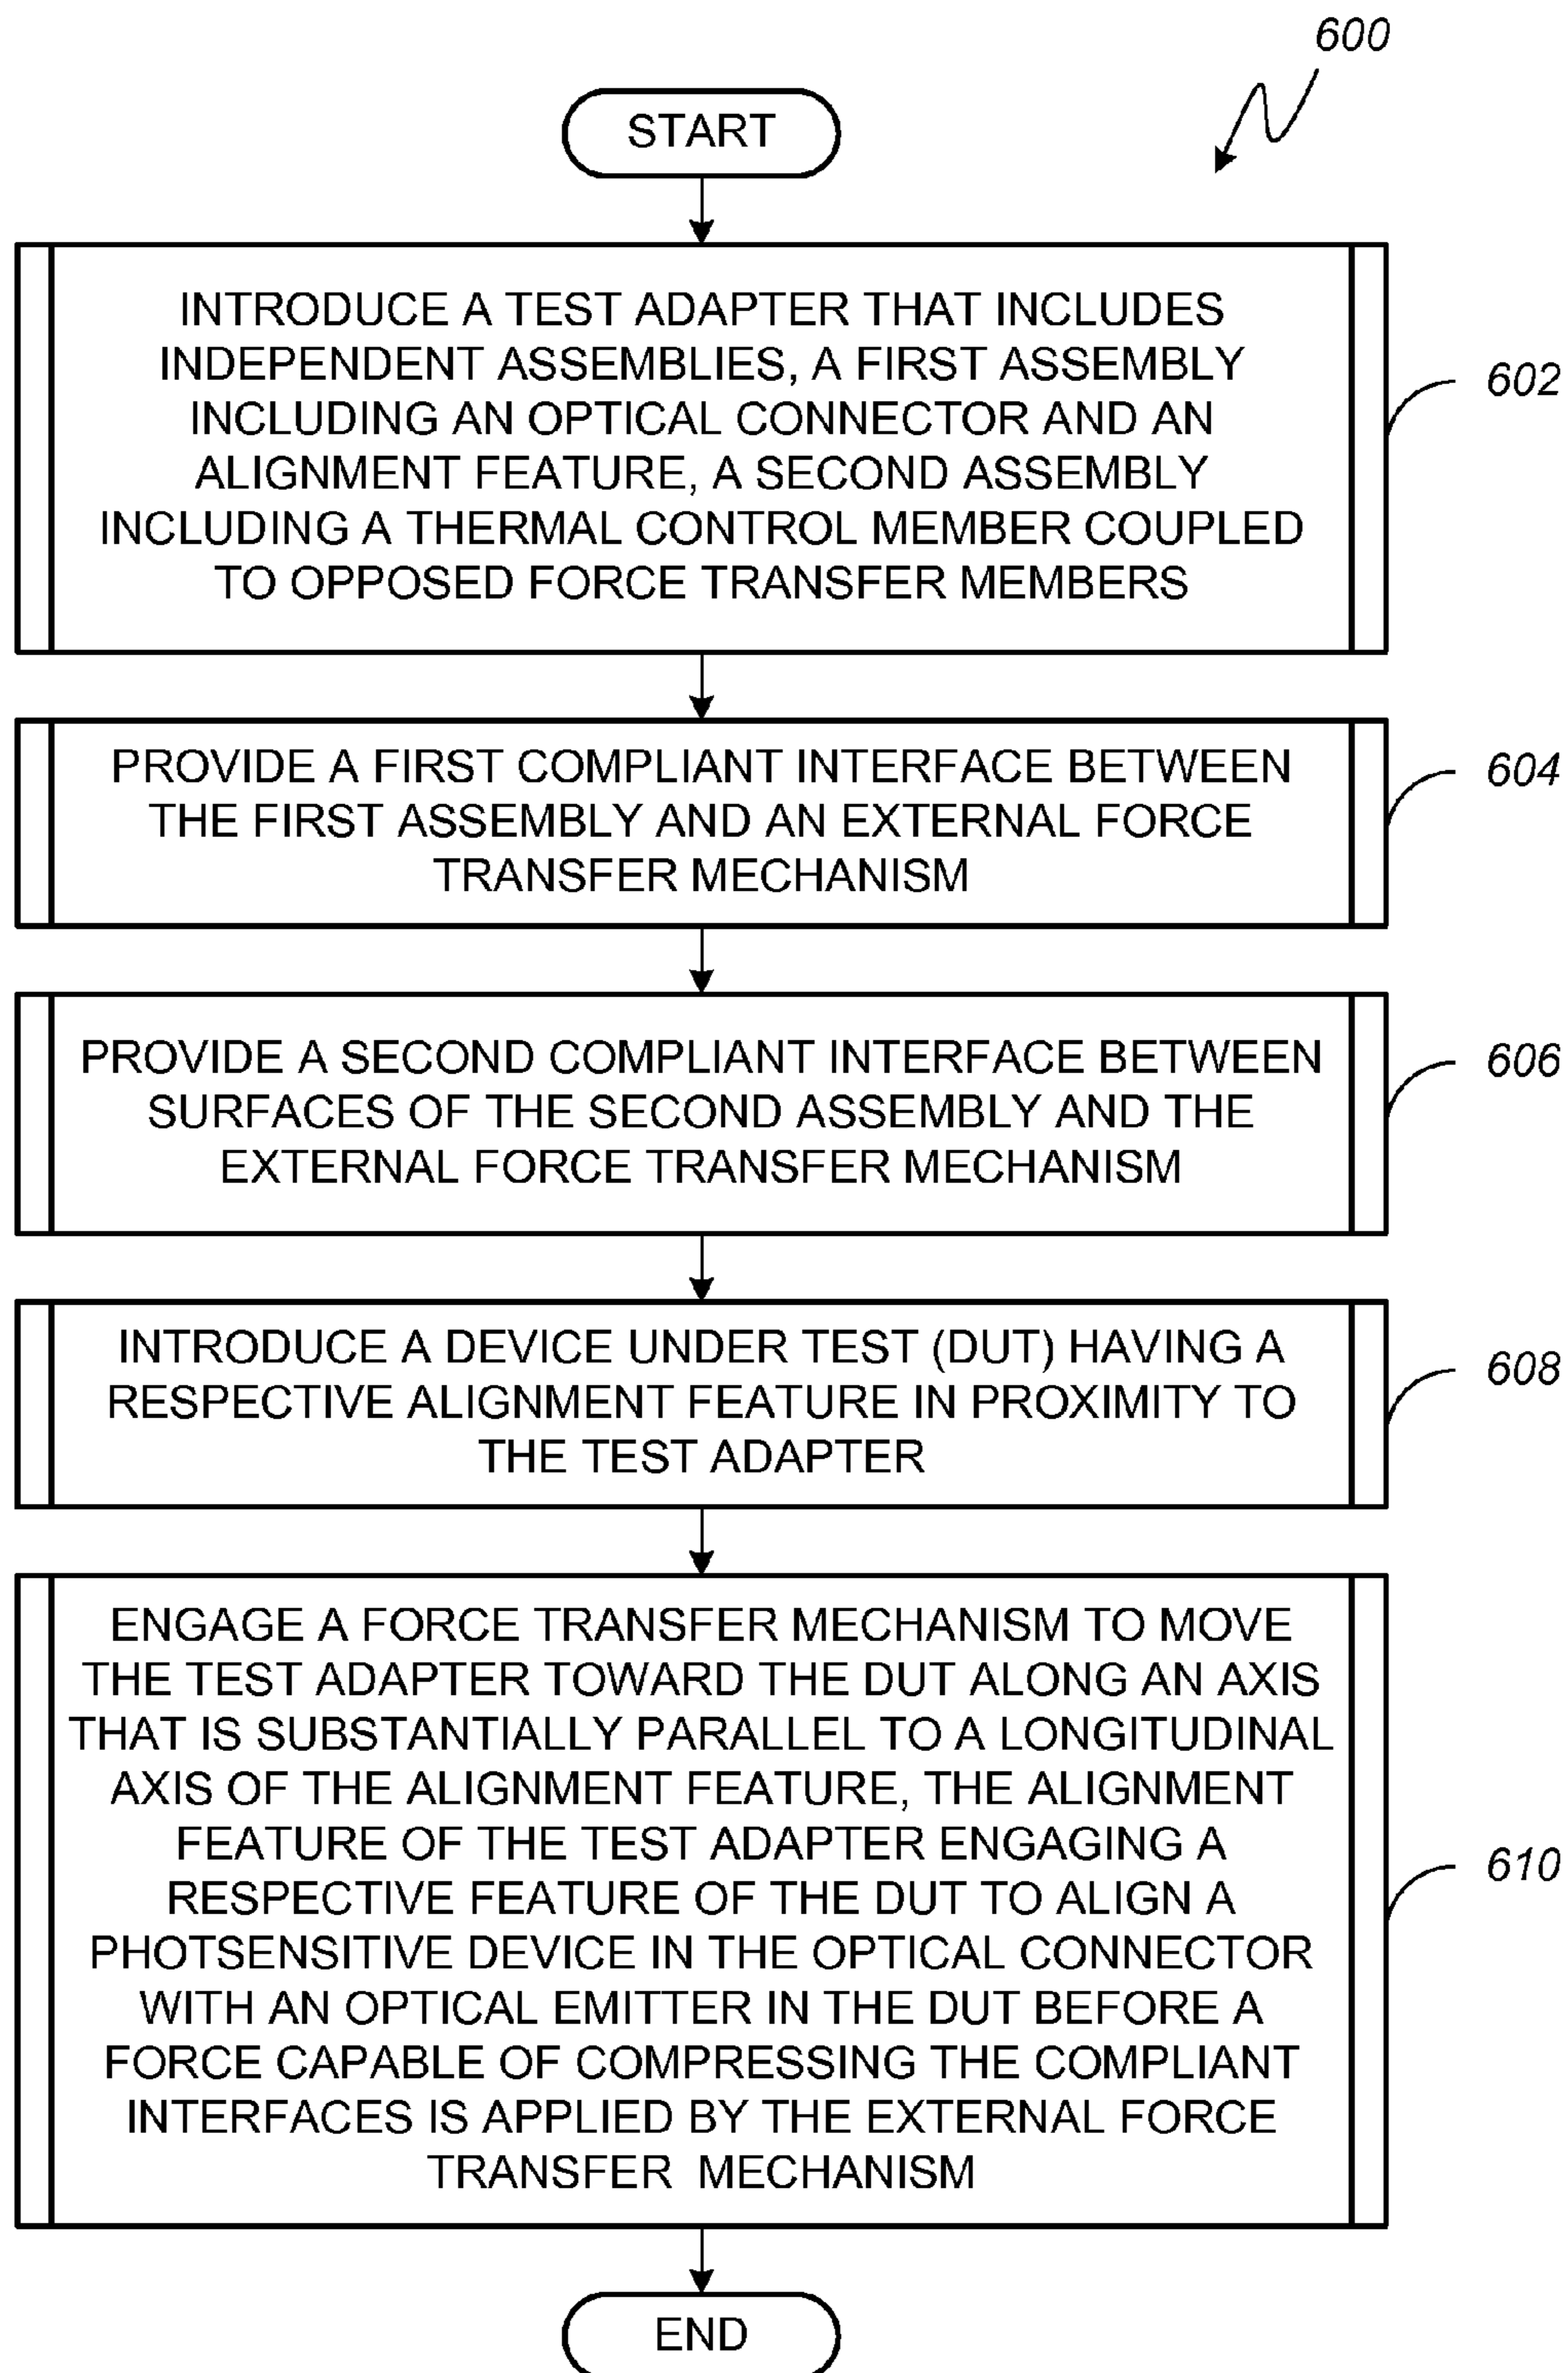 600
START
INTRODUCE A TEST ADAPTER THAT INCLUDES
INDEPENDENT ASSEMBLIES, A FIRST ASSEMBLY
INCLUDING AN OPTICAL CONNECTOR AND AN
ALIGNMENT FEATURE, A SECOND ASSEMBLY
INCLUDING A THERMAL CONTROL MEMBER COUPLED
TO OPPOSED FORCE TRANSFER MEMBERS
602
PROVIDE A FIRST COMPLIANT INTERFACE BETWEEN
THE FIRST ASSEMBLY AND AN EXTERNAL FORCE
TRANSFER MECHANISM
604
PROVIDE A SECOND COMPLIANT INTERFACE BETWEEN
SURFACES OF THE SECOND ASSEMBLY AND THE
EXTERNAL FORCE TRANSFER MECHANISM
606
INTRODUCE A DEVICE UNDER TEST (DUT) HAVING A
RESPECTIVE ALIGNMENT FEATURE IN PROXIMITY TO
THE TEST ADAPTER
608
ENGAGE A FORCE TRANSFER MECHANISM TO MOVE
THE TEST ADAPTER TOWARD THE DUT ALONG AN AXIS
THAT IS SUBSTANTIALLY PARALLEL TO A LONGITUDINAL
AXIS OF THE ALIGNMENT FEATURE, THE ALIGNMENT
FEATURE OF THE TEST ADAPTER ENGAGING A
RESPECTIVE FEATURE OF THE DUT TO ALIGN A
PHOTSENSITIVE DEVICE IN THE OPTICAL CONNECTOR
WITH AN OPTICAL EMITTER IN THE DUT BEFORE A
FORCE CAPABLE OF COMPRESSING THE COMPLIANT
INTERFACES IS APPLIED BY THE EXTERNAL FORCE
TRANSFER MECHANISM
610
END